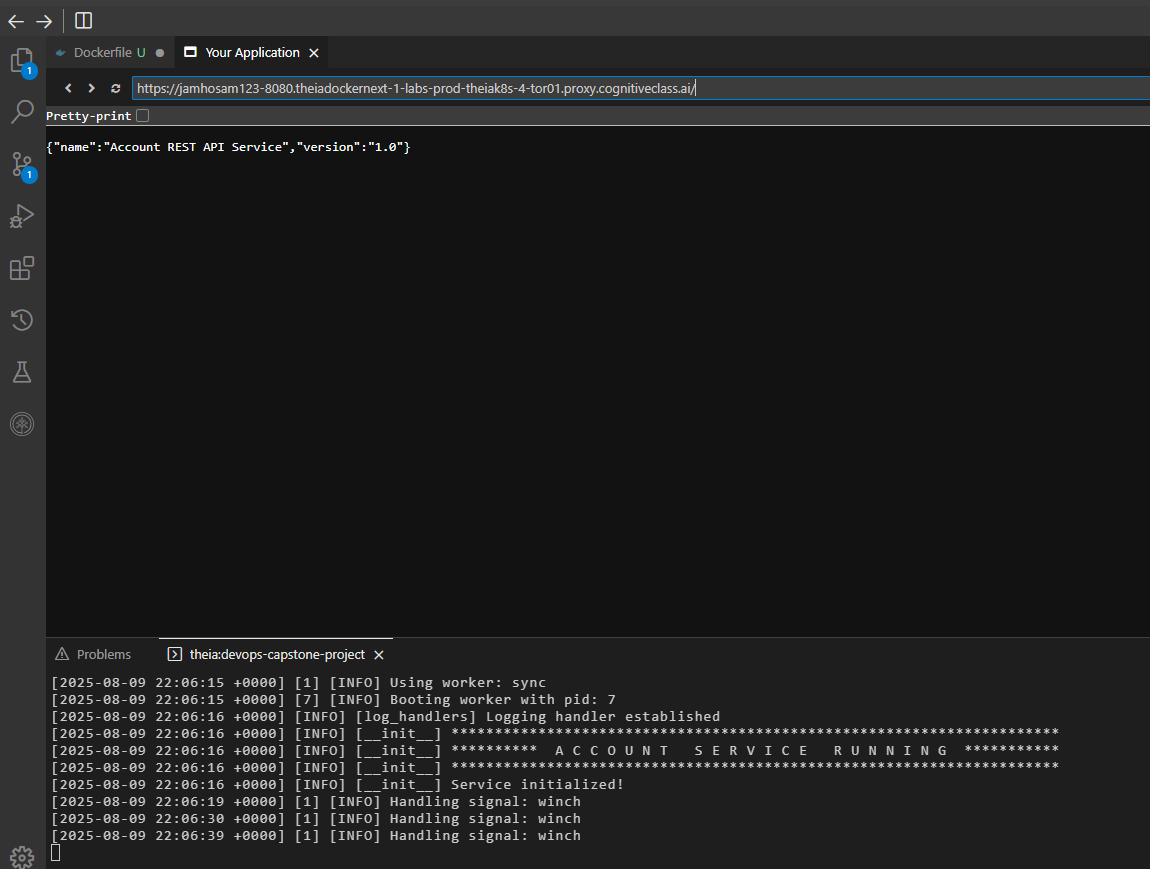 Dockerfile U ● Your Application ×
https://jamhosam123-8080.theiadockernext-1-labs-prod-theiak8s-4-tor01.proxy.cognitiveclass.ai/
Pretty-print
{"name":"Account REST API Service","version":"1.0"}
1
1
Problems theia:devops-capstone-project ×
[2025-08-09 22:06:15 +0000] [1] [INFO] Using worker: sync
[2025-08-09 22:06:15 +0000] [7] [INFO] Booting worker with pid: 7
[2025-08-09 22:06:16 +0000] [INFO] [log_handlers] Logging handler established
[2025-08-09 22:06:16 +0000] [INFO] [__init__] **********************************************************************
[2025-08-09 22:06:16 +0000] [INFO] [__init__] **********  A C C O U N T   S E R V I C E   R U N N I N G  ***********
[2025-08-09 22:06:16 +0000] [INFO] [__init__] **********************************************************************
[2025-08-09 22:06:16 +0000] [INFO] [__init__] Service initialized!
[2025-08-09 22:06:19 +0000] [1] [INFO] Handling signal: winch
[2025-08-09 22:06:30 +0000] [1] [INFO] Handling signal: winch
[2025-08-09 22:06:39 +0000] [1] [INFO] Handling signal: winch